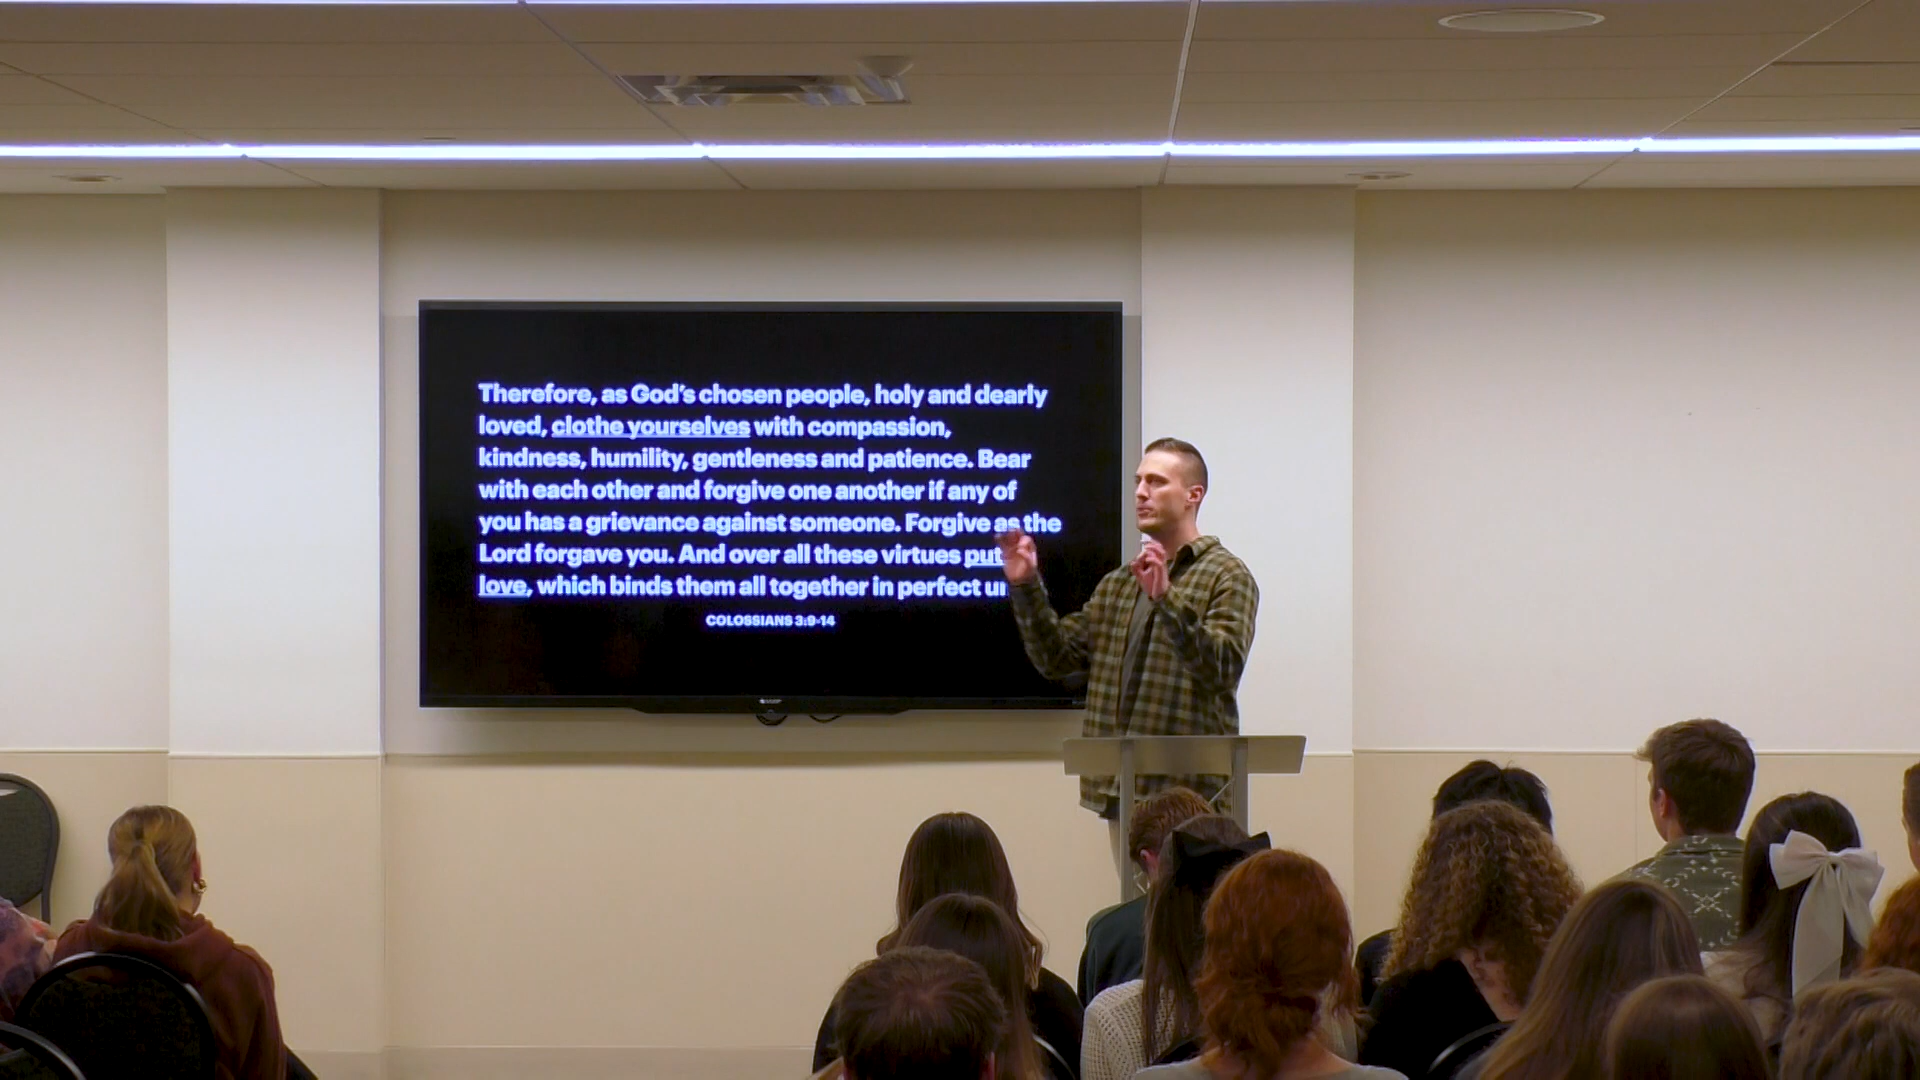 Therefore, as God's chosen people, holy and dearly
loved, clothe yourselves with compassion,
kindness, humility, gentleness and patience. Bear
with each other and forgive one another if any of
you has a grievance against someone. Forgive as the
Lord forgave you. And over all these virtues put
love, which binds them all together in perfect
COLOSSIANS 3:9-14